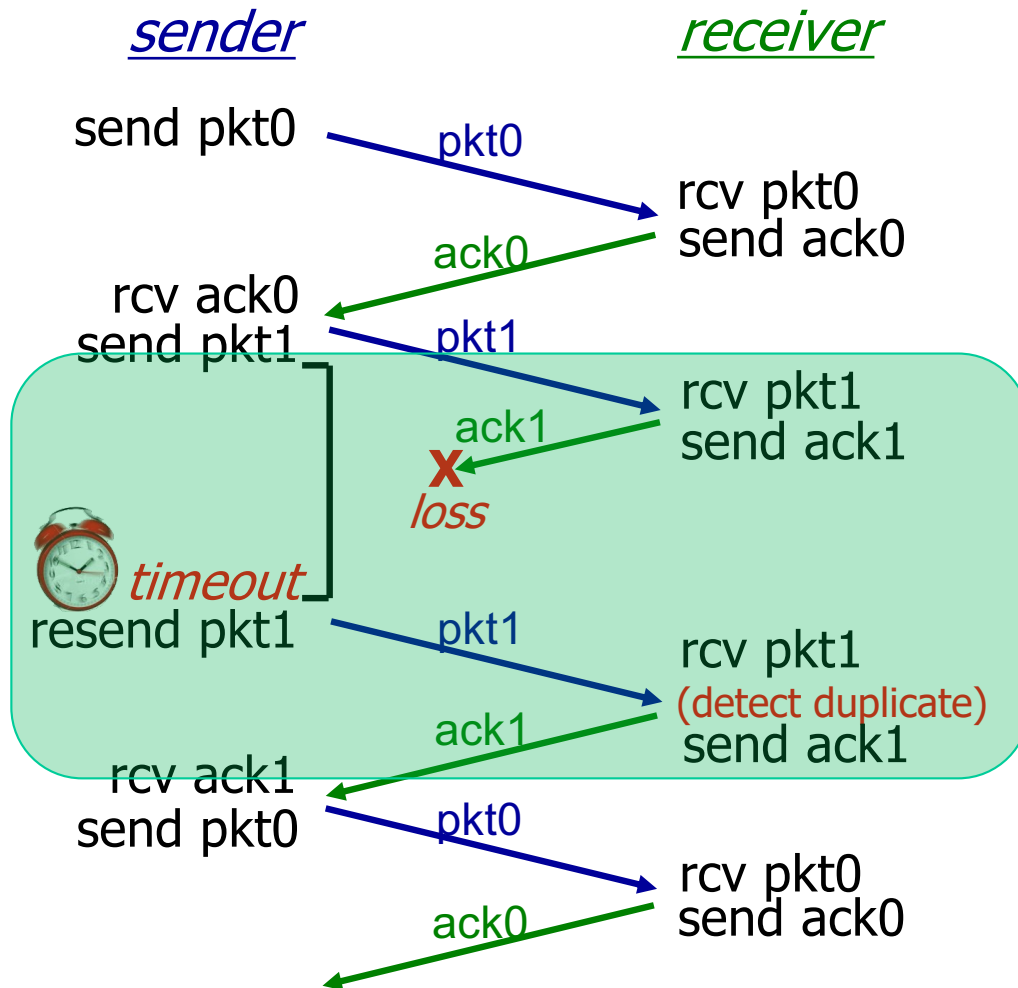 sender receiver
send pkt0
pkt0
rcv pkt0
send ack0
ack0
rcv ack0
send pkt1
pkt1
rcv pkt1
send ack1
ack1
X
loss
timeout
resend pkt1
pkt1
rcv pkt1
(detect duplicate)
send ack1
ack1
rcv ack1
send pkt0
pkt0
rcv pkt0
send ack0
ack0